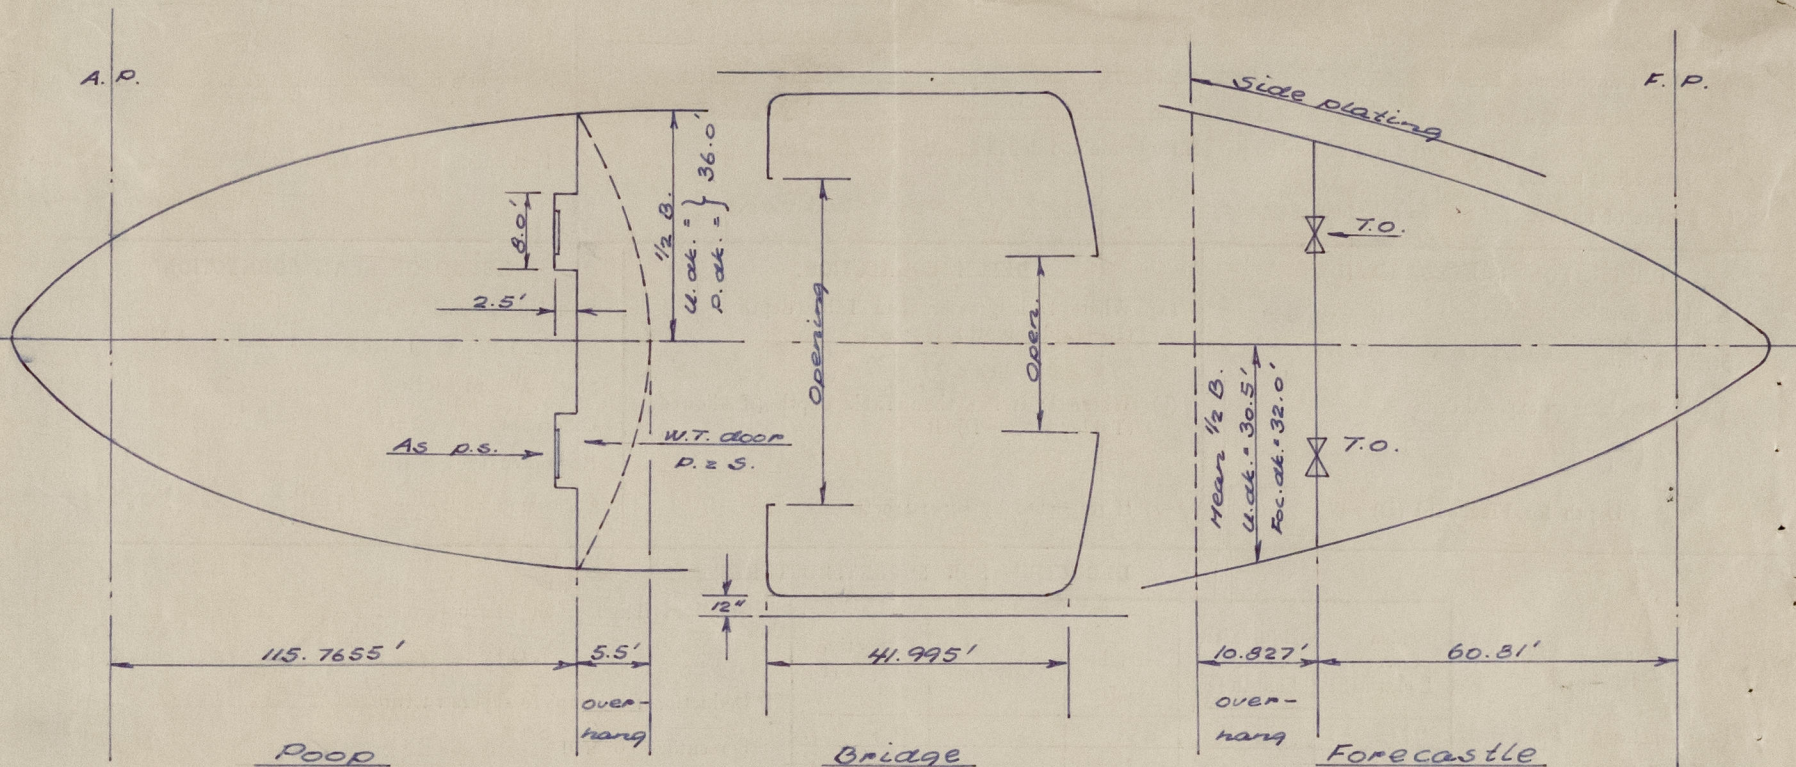 A. P.
F. P.
Side plating
8.0'
1/2 B.
U. dk. = } 36.0'
P. dk. = }
T.O.
2.5'
Opening
Open.
As p.s.
W.T. door
P. & S.
Mean 1/2 B.
U. dk. = 30.5'
Foc. dk. = 32.0'
T.O.
12"
115.7655'
5.5'
41.995'
10.827'
60.81'
over-
hang
over-
hang
Poop
Bridge
Forecastle